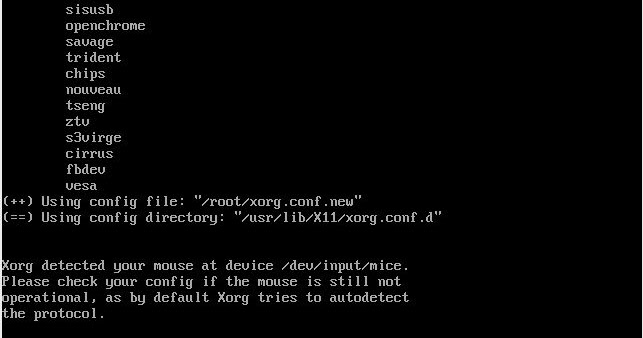 sisusb
openchrome
savage
trident
chips
nouveau
tseng
ztv
s3virge
cirrus
fbdev
vesa
(++) Using config file: "/root/xorg.conf.new"
(==) Using config directory: "/usr/lib/X11/xorg.conf.d"
Xorg detected your mouse at device /dev/input/mice.
Please check your config if the mouse is still not
operational, as by default Xorg tries to autodetect
the protocol.